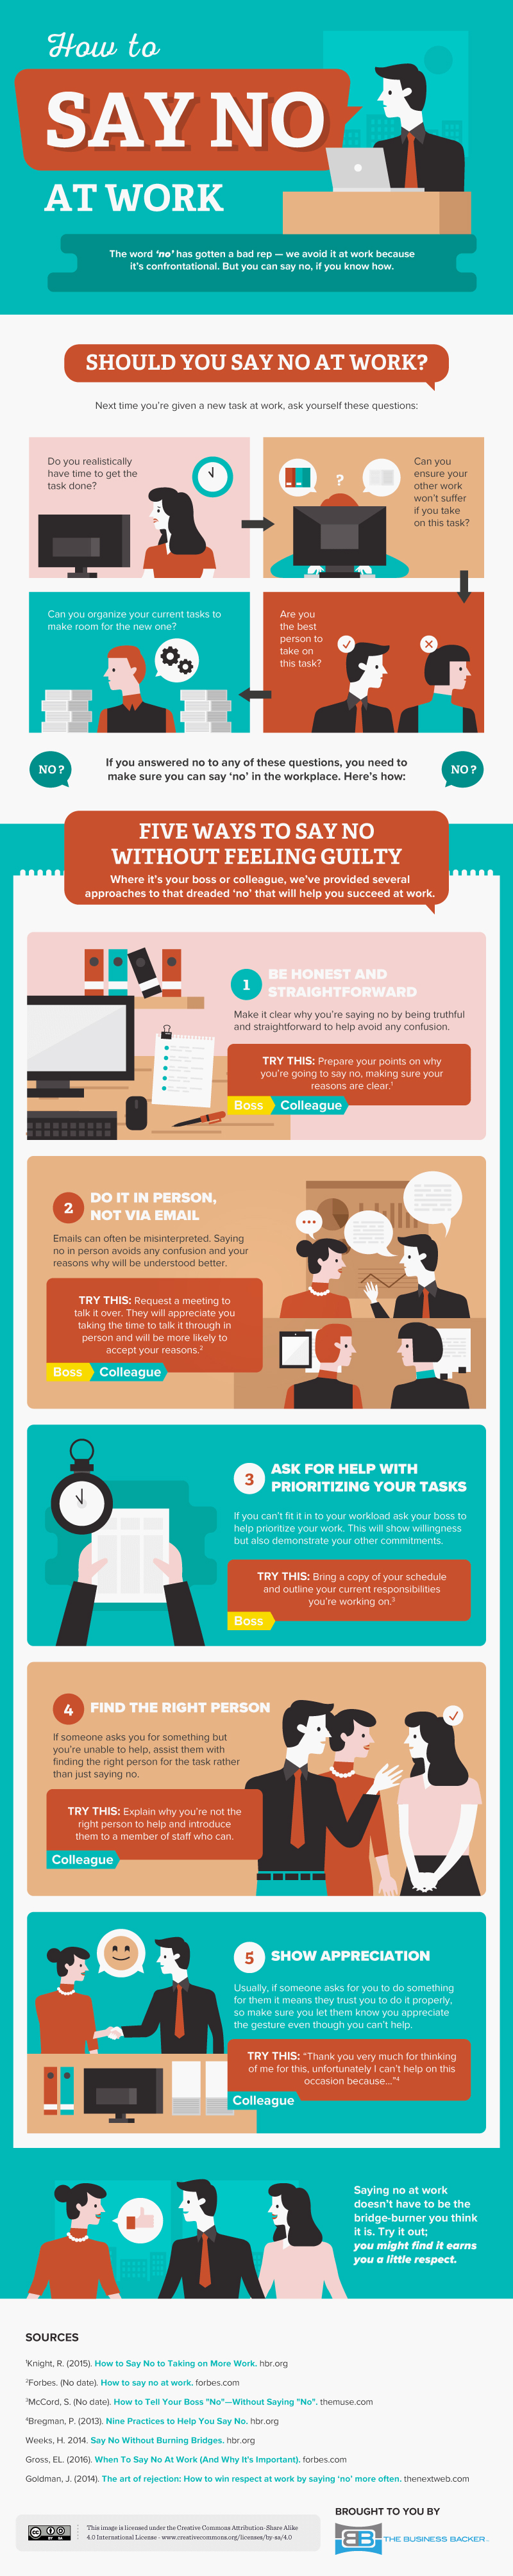 How to
SAY NO
AT WORK
The word ‘no’ has gotten a bad rep — we avoid it at work because
it’s confrontational. But you can say no, if you know how.
SHOULD YOU SAY NO AT WORK?
Next time you’re given a new task at work, ask yourself these questions:
Do you realistically
have time to get the
task done?
?
Can you
ensure your
other work
won’t suffer
if you take
on this task?
Can you organize your current tasks to
make room for the new one?
Are you
the best
person to
take on
this task?
NO?
If you answered no to any of these questions, you need to
make sure you can say ‘no’ in the workplace. Here’s how:
NO?
FIVE WAYS TO SAY NO
WITHOUT FEELING GUILTY
Where it’s your boss or colleague, we’ve provided several
approaches to that dreaded ‘no’ that will help you succeed at work.
1
BE HONEST AND
STRAIGHTFORWARD
Make it clear why you’re saying no by being truthful
and straightforward to help avoid any confusion.
TRY THIS: Prepare your points on why
you’re going to say no, making sure your
reasons are clear.¹
Boss Colleague
2
DO IT IN PERSON,
NOT VIA EMAIL
Emails can often be misinterpreted. Saying
no in person avoids any confusion and your
reasons why will be understood better.
TRY THIS: Request a meeting to
talk it over. They will appreciate you
taking the time to talk it through in
person and will be more likely to
accept your reasons.²
Boss Colleague
3
ASK FOR HELP WITH
PRIORITIZING YOUR TASKS
If you can’t fit it in to your workload ask your boss to
help prioritize your work. This will show willingness
but also demonstrate your other commitments.
TRY THIS: Bring a copy of your schedule
and outline your current responsibilities
you’re working on.³
Boss
4
FIND THE RIGHT PERSON
If someone asks you for something but
you’re unable to help, assist them with
finding the right person for the task rather
than just saying no.
TRY THIS: Explain why you’re not the
right person to help and introduce
them to a member of staff who can.
Colleague
5
SHOW APPRECIATION
Usually, if someone asks for you to do something
for them it means they trust you to do it properly,
so make sure you let them know you appreciate
the gesture even though you can’t help.
TRY THIS: “Thank you very much for thinking
of me for this, unfortunately I can’t help on this
occasion because...”⁴
Colleague
Saying no at work
doesn’t have to be the
bridge-burner you think
it is. Try it out;
you might find it earns
you a little respect.
SOURCES
¹Knight, R. (2015). How to Say No to Taking on More Work. hbr.org
²Forbes. (No date). How to say no at work. forbes.com
³McCord, S. (No date). How to Tell Your Boss "No"—Without Saying "No". themuse.com
⁴Bregman, P. (2013). Nine Practices to Help You Say No. hbr.org
Weeks, H. 2014. Say No Without Burning Bridges. hbr.org
Gross, EL. (2016). When To Say No At Work (And Why It's Important). forbes.com
Goldman, J. (2014). The art of rejection: How to win respect at work by saying ‘no’ more often. thenextweb.com
cc BY SA
This image is licensed under the Creative Commons Attribution-Share Alike
4.0 International License - www.creativecommons.org/licenses/by-sa/4.0
BROUGHT TO YOU BY
BB THE BUSINESS BACKER